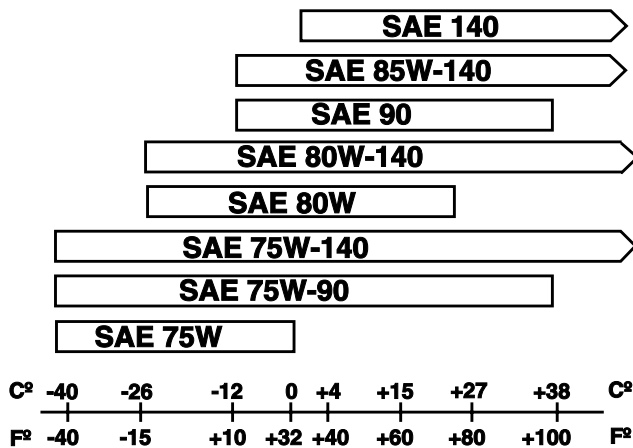 SAE 140
SAE 85W-140
SAE 90
SAE 80W-140
SAE 80W
SAE 75W-140
SAE 75W-90
SAE 75W
Cº -40 -26 -12 0 +4 +15 +27 +38 Cº
Fº -40 -15 +10 +32 +40 +60 +80 +100 Fº